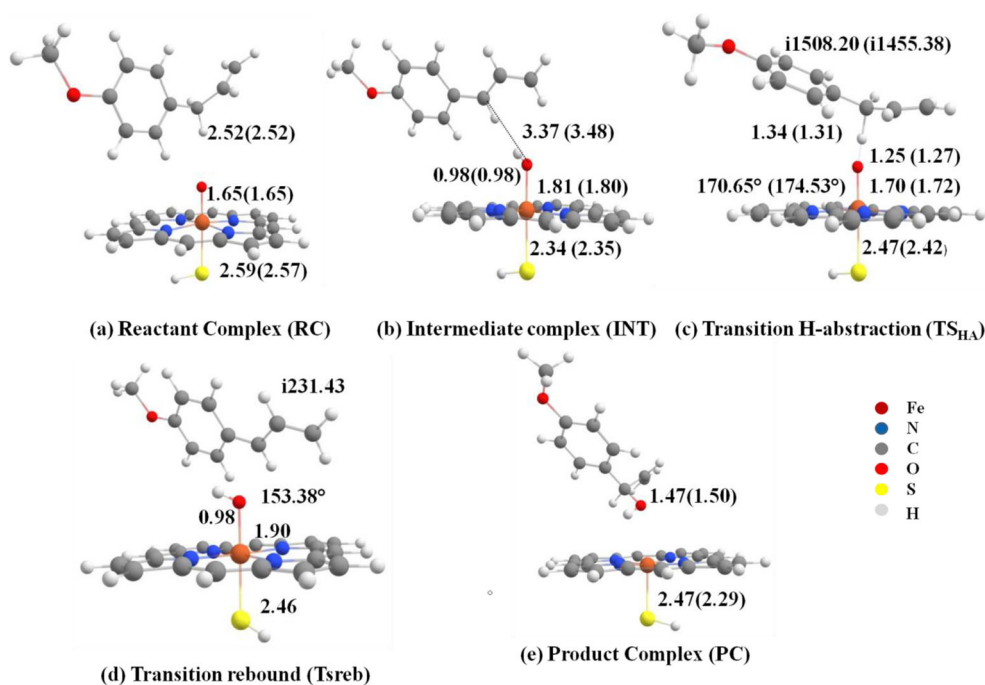 2.52(2.52)
1.65(1.65)
2.59(2.57)
(a) Reactant Complex (RC)
3.37 (3.48)
0.98(0.98)
1.81 (1.80)
2.34 (2.35)
(b) Intermediate complex (INT)
i1508.20 (i1455.38)
1.34 (1.31)
1.25 (1.27)
170.65° (174.53°)
1.70 (1.72)
2.47(2.42)
(c) Transition H-abstraction (TSHA)
i231.43
153.38°
0.98
1.90
2.46
(d) Transition rebound (Tsreb)
1.47(1.50)
2.47(2.29)
(e) Product Complex (PC)
Fe
N
C
O
S
H